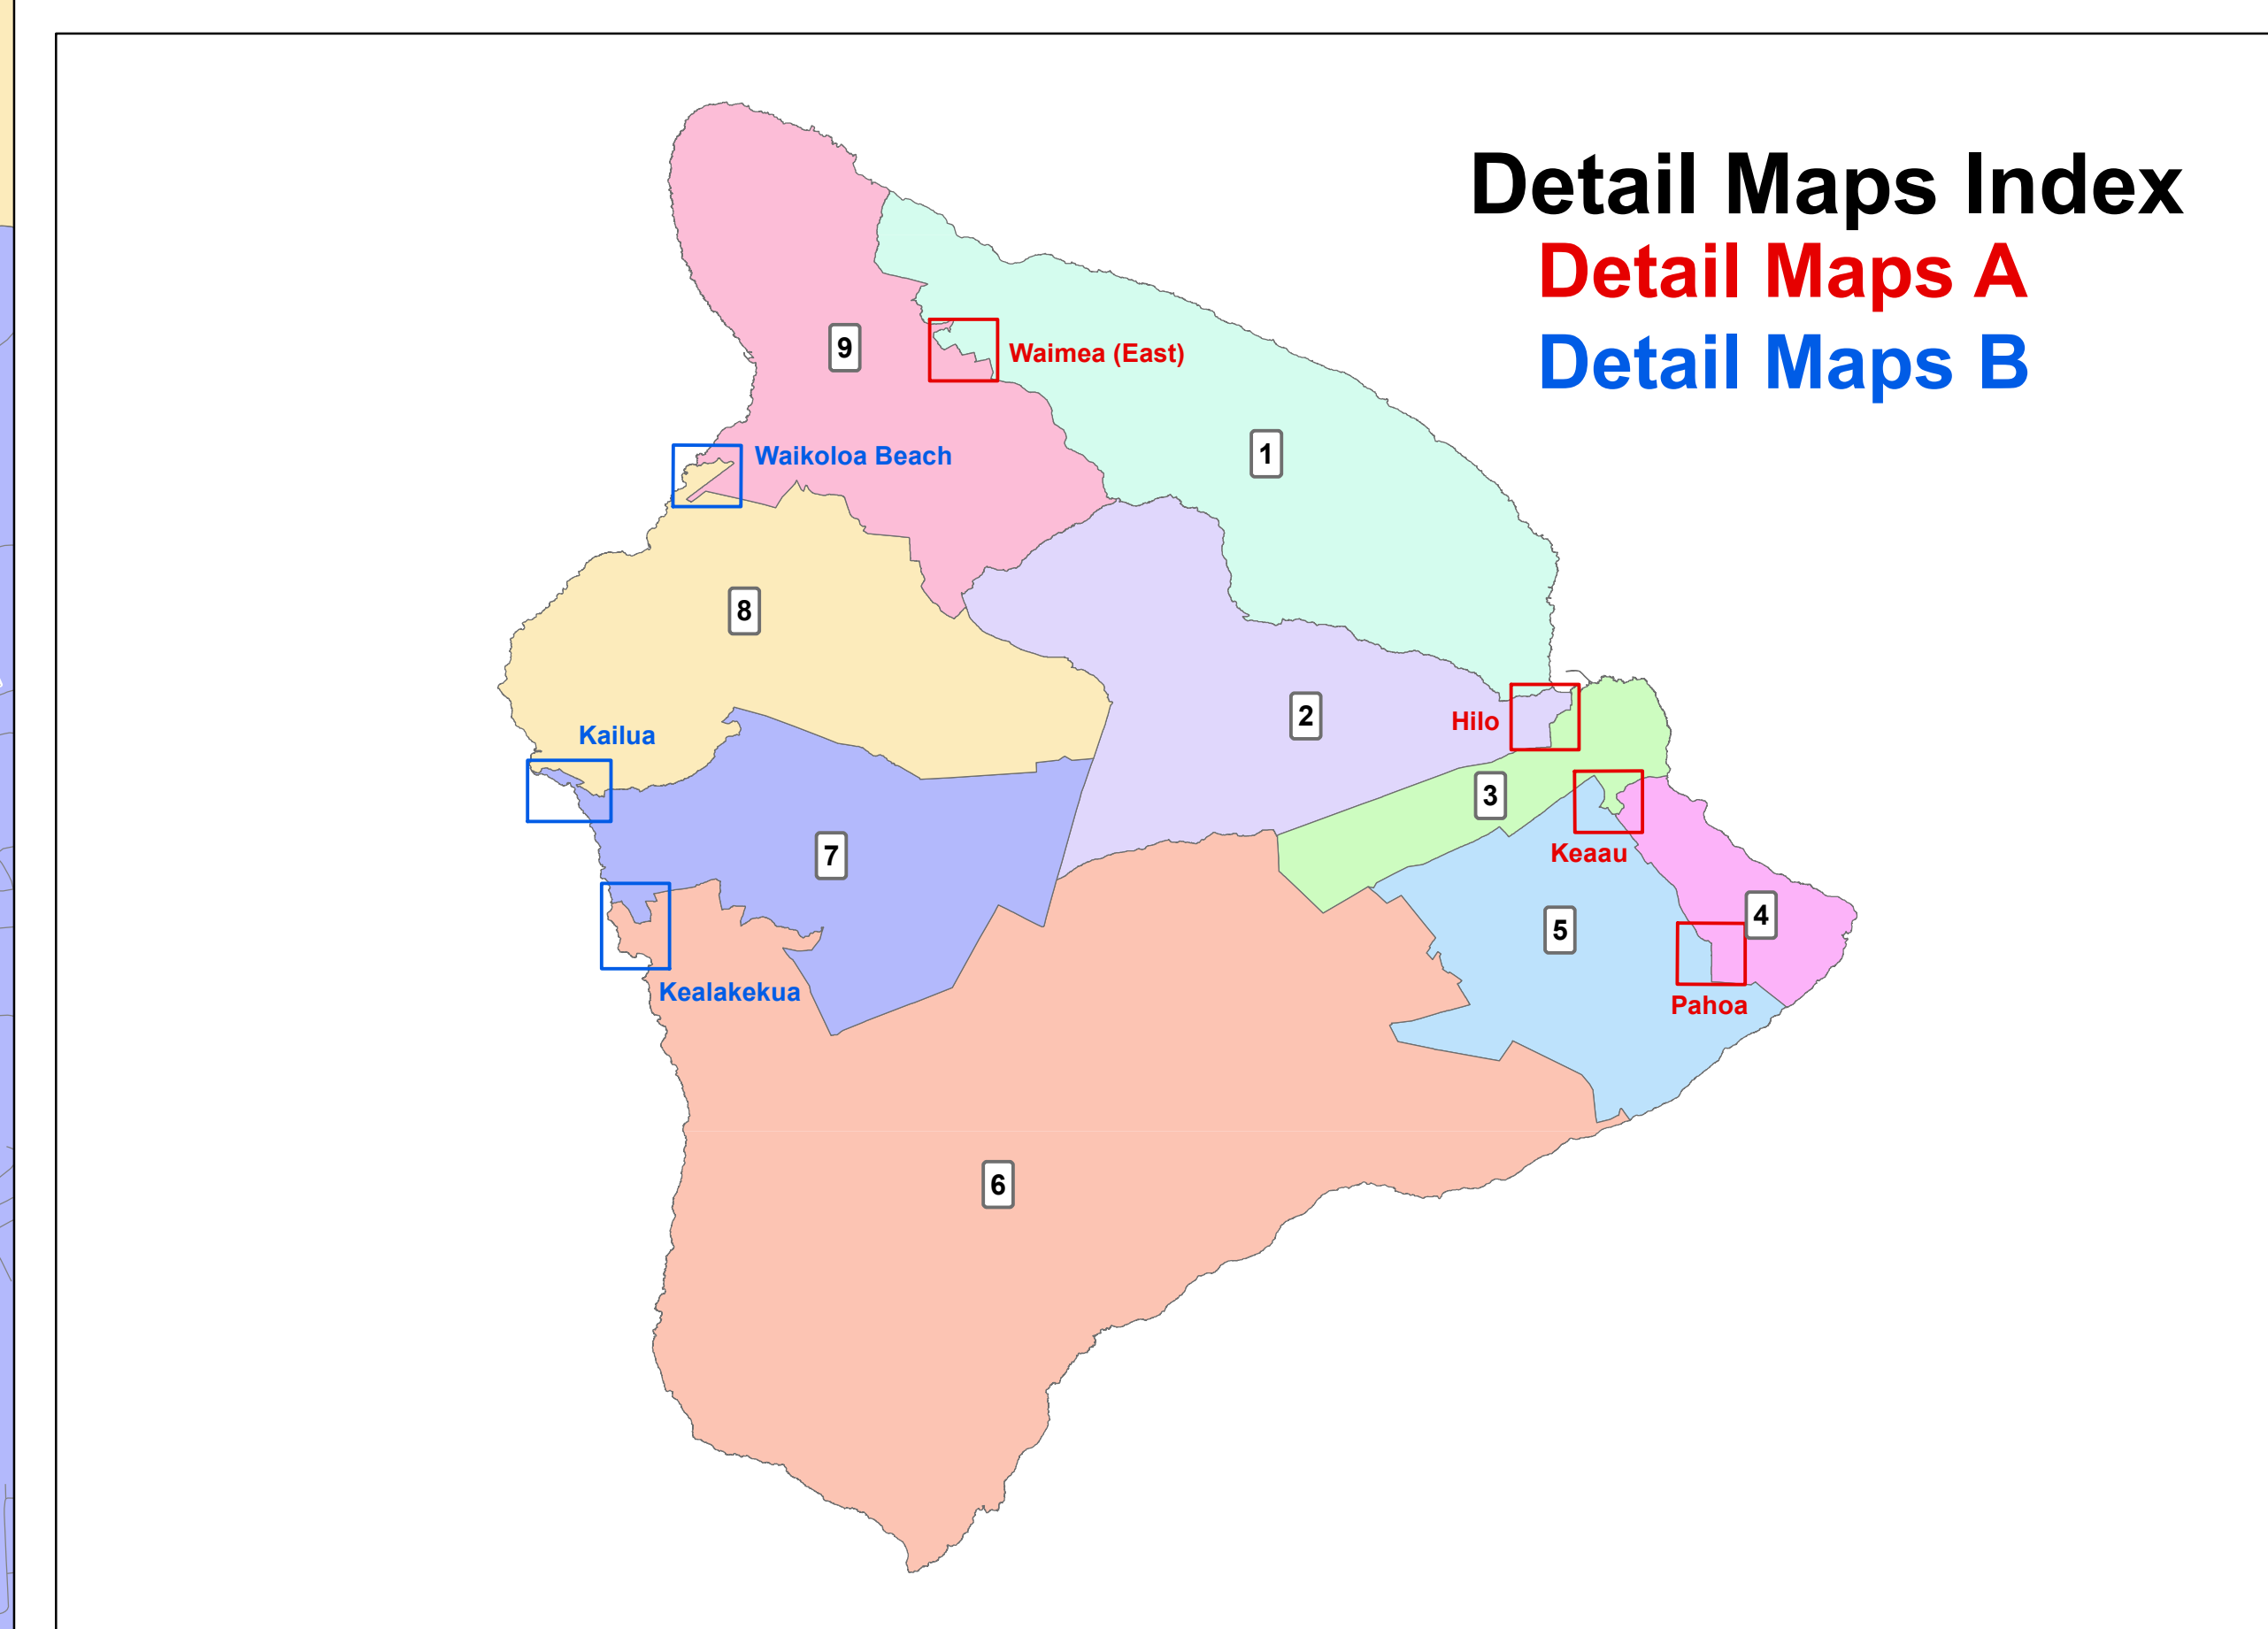 Detail Maps Index
Detail Maps A
Detail Maps B
9
Waimea (East)
1
Waikoloa Beach
8
2
Hilo
Kailua
3
7
Keaau
4
5
Kealakekua
Pahoa
6